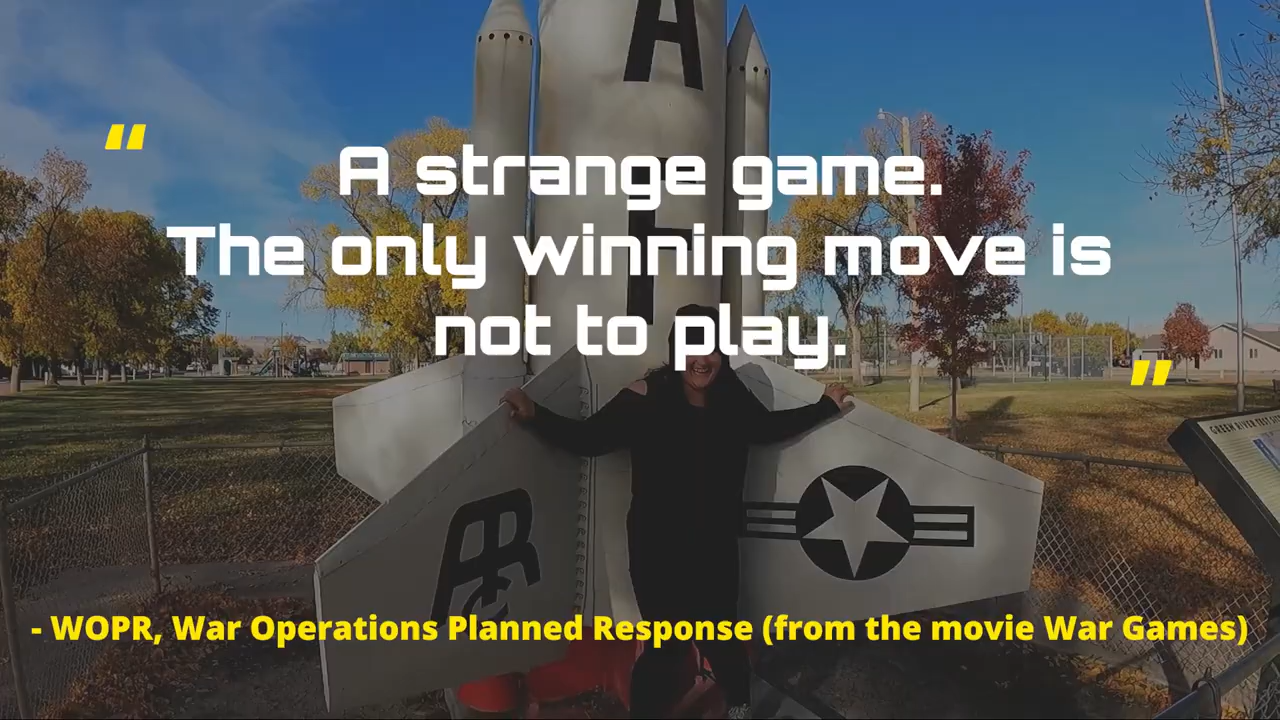 A
F
“
A strange game.
The only winning move is
not to play.
”
- WOPR, War Operations Planned Response (from the movie War Games)